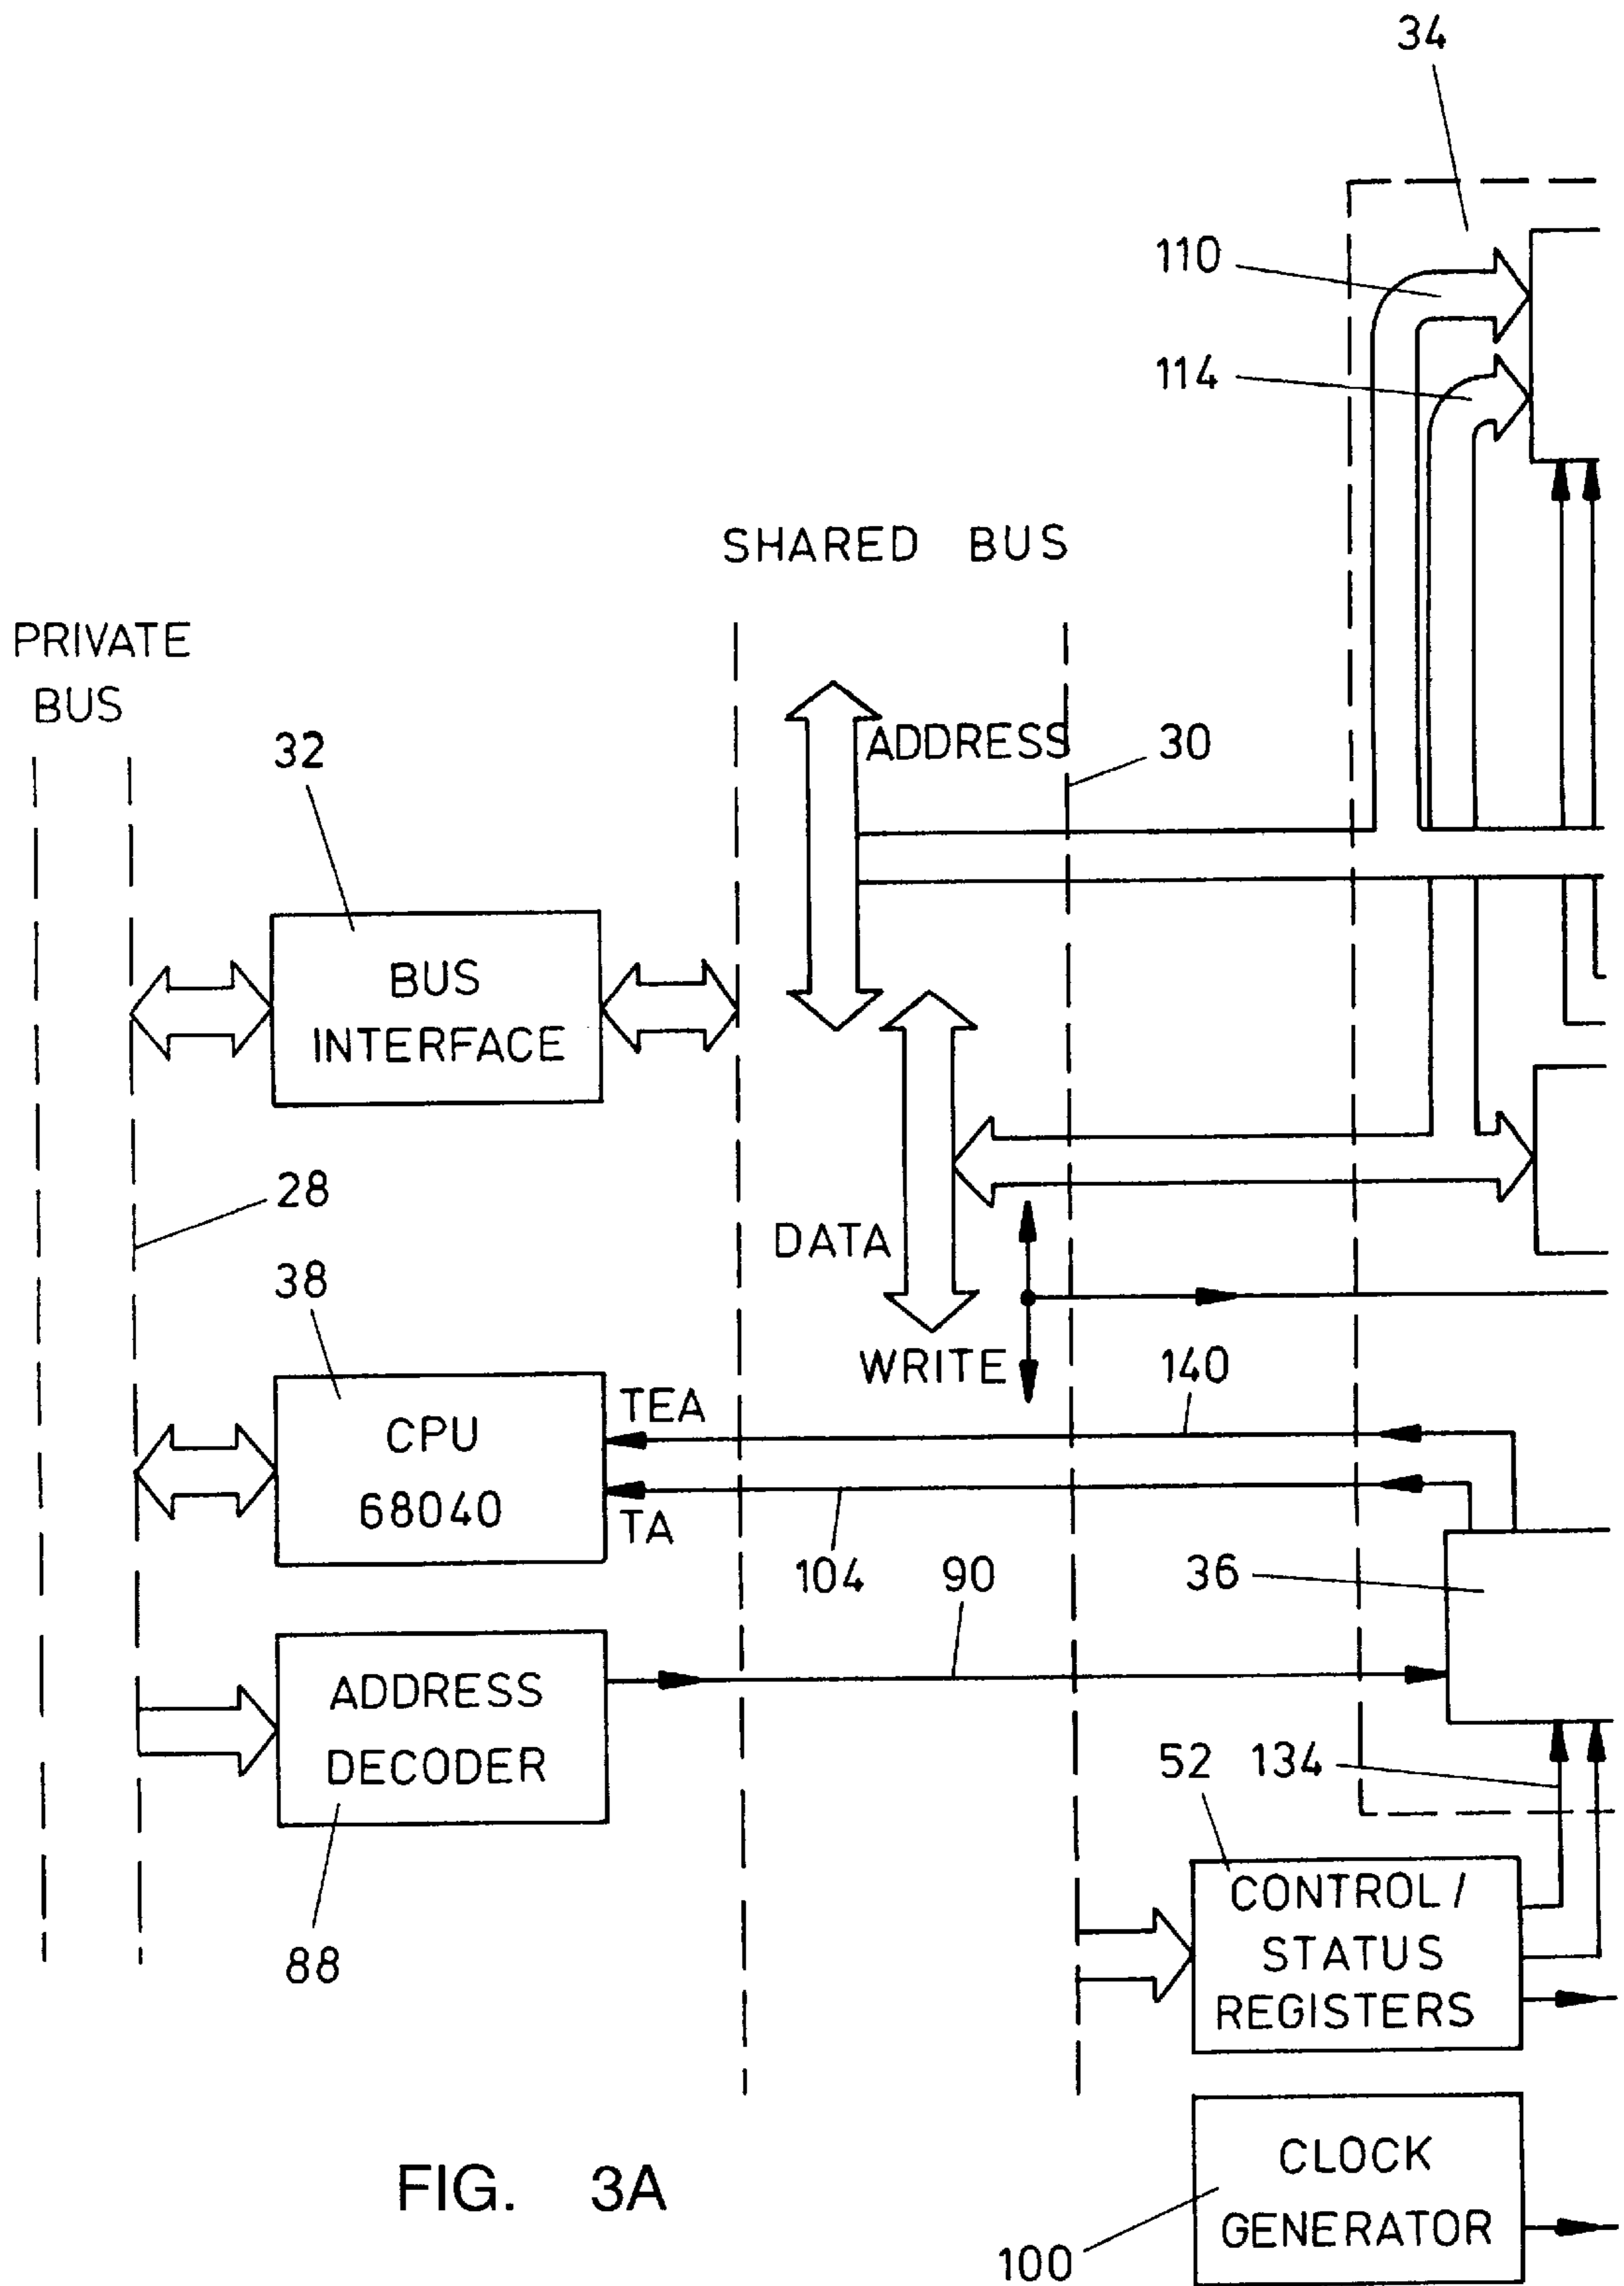 34
110
114
SHARED BUS
PRIVATE
BUS
32
ADDRESS
30
BUS
INTERFACE
28
DATA
38
WRITE
140
TEA
CPU
68040
TA
104
90
36
ADDRESS
DECODER
52
134
CONTROL/
STATUS
REGISTERS
88
CLOCK
GENERATOR
FIG. 3A
100